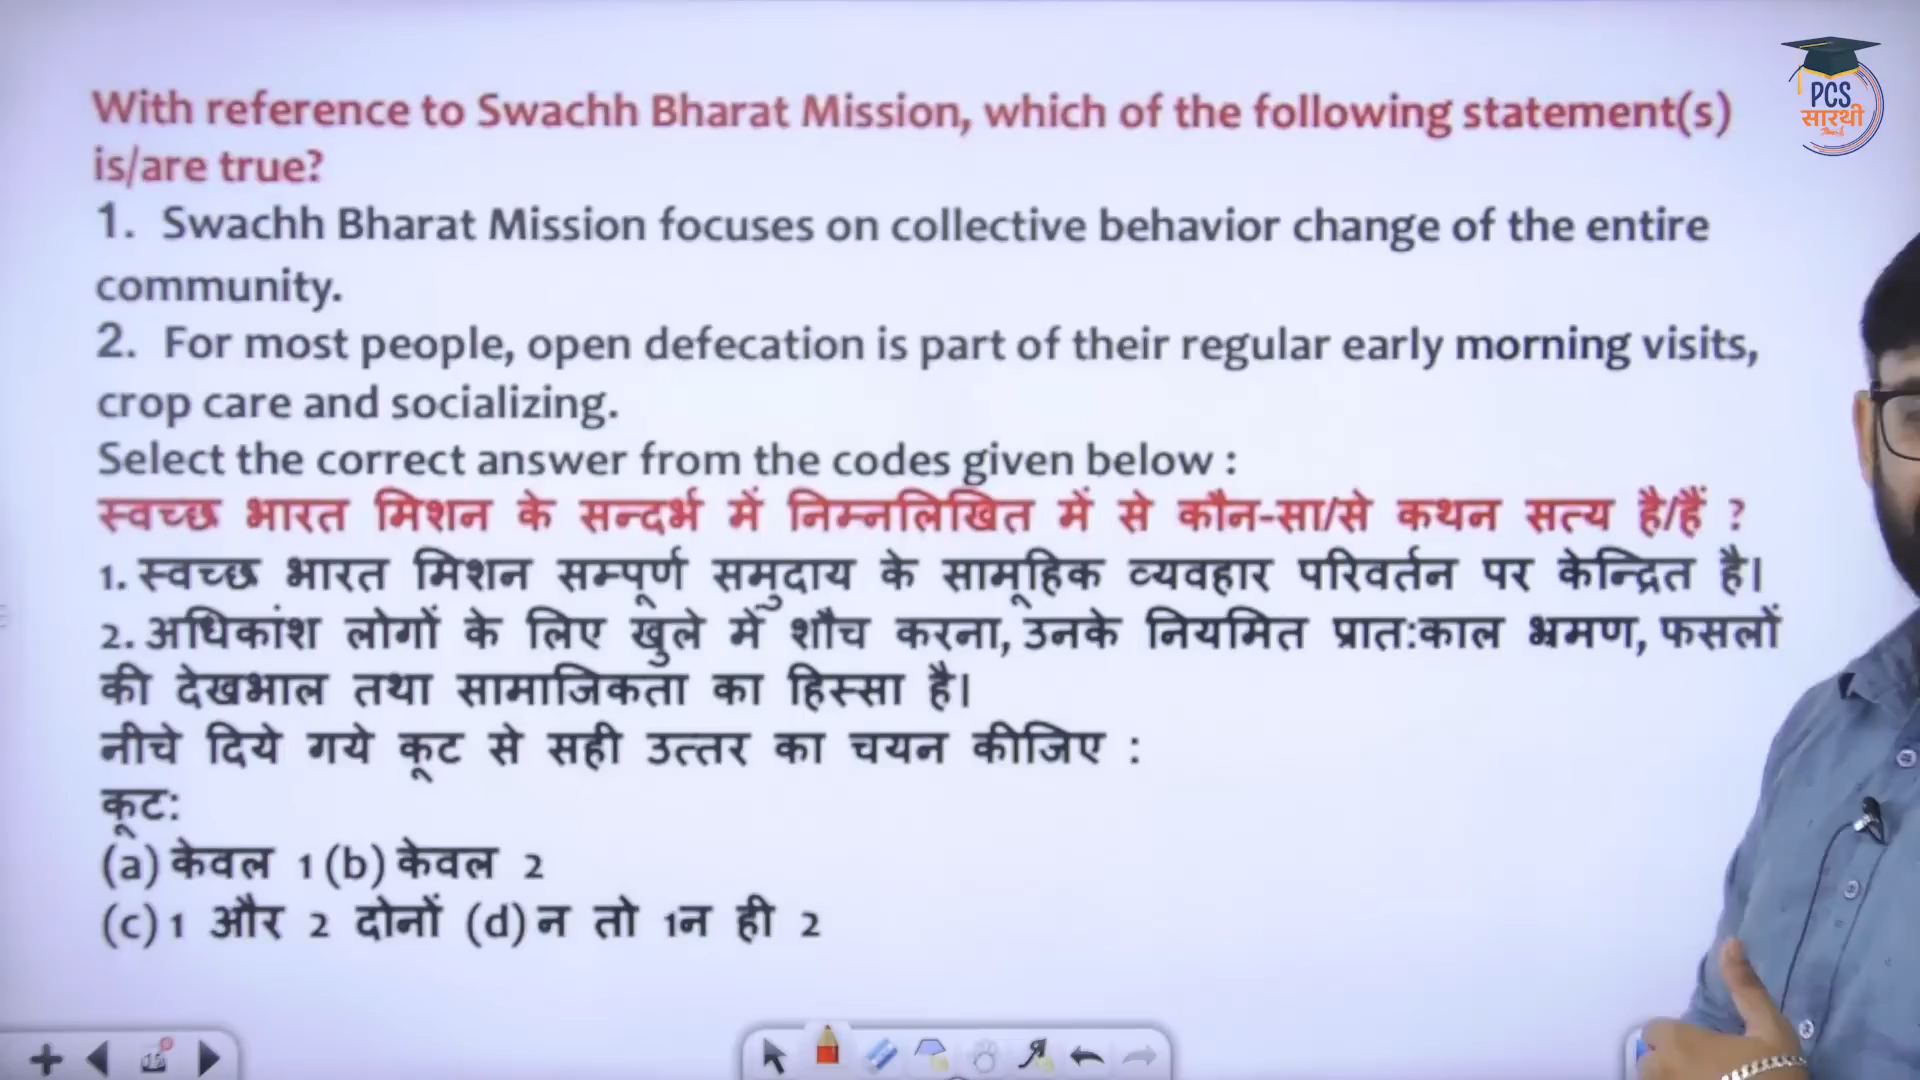 PCS
सारथी
With reference to Swachh Bharat Mission, which of the following statement(s)
is/are true?
1. Swachh Bharat Mission focuses on collective behavior change of the entire
community.
2. For most people, open defecation is part of their regular early morning visits,
crop care and socializing.
Select the correct answer from the codes given below :
स्वच्छ भारत मिशन के सन्दर्भ में निम्नलिखित में से कौन-सा/से कथन सत्य है/हैं ?
1. स्वच्छ भारत मिशन सम्पूर्ण समुदाय के सामूहिक व्यवहार परिवर्तन पर केन्द्रित है।
2. अधिकांश लोगों के लिए खुले में शौच करना, उनके नियमित प्रात:काल भ्रमण, फसलों
की देखभाल तथा सामाजिकता का हिस्सा है।
नीचे दिये गये कूट से सही उत्तर का चयन कीजिए :
कूट:
(a) केवल 1 (b) केवल 2
(c) 1 और 2 दोनों (d) न तो 1न ही 2